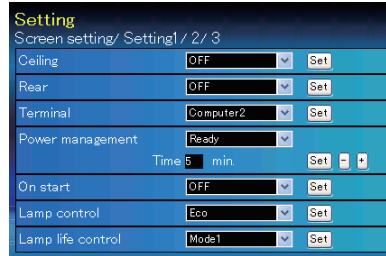 Setting
Screen setting/ Setting1/ 2/ 3
Ceiling OFF Set
Rear OFF Set
Terminal Computer2 Set
Power management Ready
Time 5 min. Set - +
On start OFF Set
Lamp control Eco Set
Lamp life control Mode1 Set